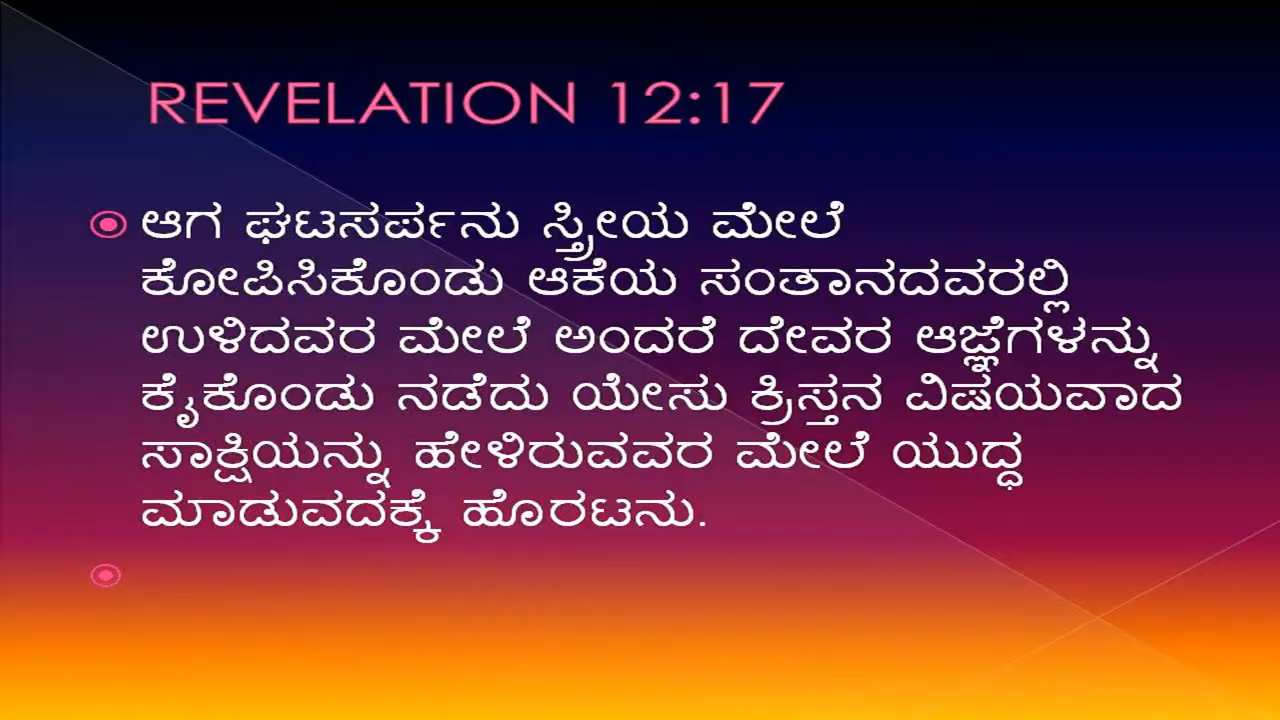 REVELATION 12:17
ಆಗ ಘಟಸರ್ಪನು ಸ್ತ್ರೀಯ ಮೇಲೆ
ಕೋಪಿಸಿಕೊಂಡು ಆಕೆಯ ಸಂತಾನದವರಲ್ಲಿ
ಉಳಿದವರ ಮೇಲೆ ಅಂದರೆ ದೇವರ ಆಜ್ಞೆಗಳನ್ನು
ಕೈಕೊಂಡು ನಡೆದು ಯೇಸು ಕ್ರಿಸ್ತನ ವಿಷಯವಾದ
ಸಾಕ್ಷಿಯನ್ನು ಹೇಳಿರುವವರ ಮೇಲೆ ಯುದ್ಧ
ಮಾಡುವದಕ್ಕೆ ಹೊರಟನು.